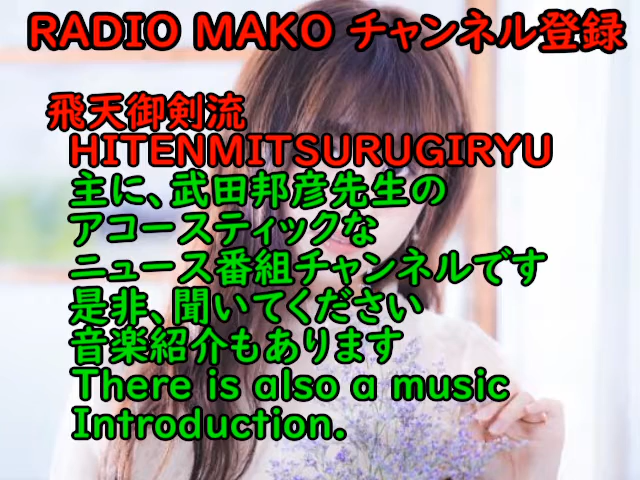 RADIO MAKO チャンネル登録
飛天御剣流
HITENMITSURUGIRYU
主に、武田邦彦先生の
アコースティックな
ニュース番組チャンネルです
是非、聞いてください
音楽紹介もあります
There is also a music
Introduction.